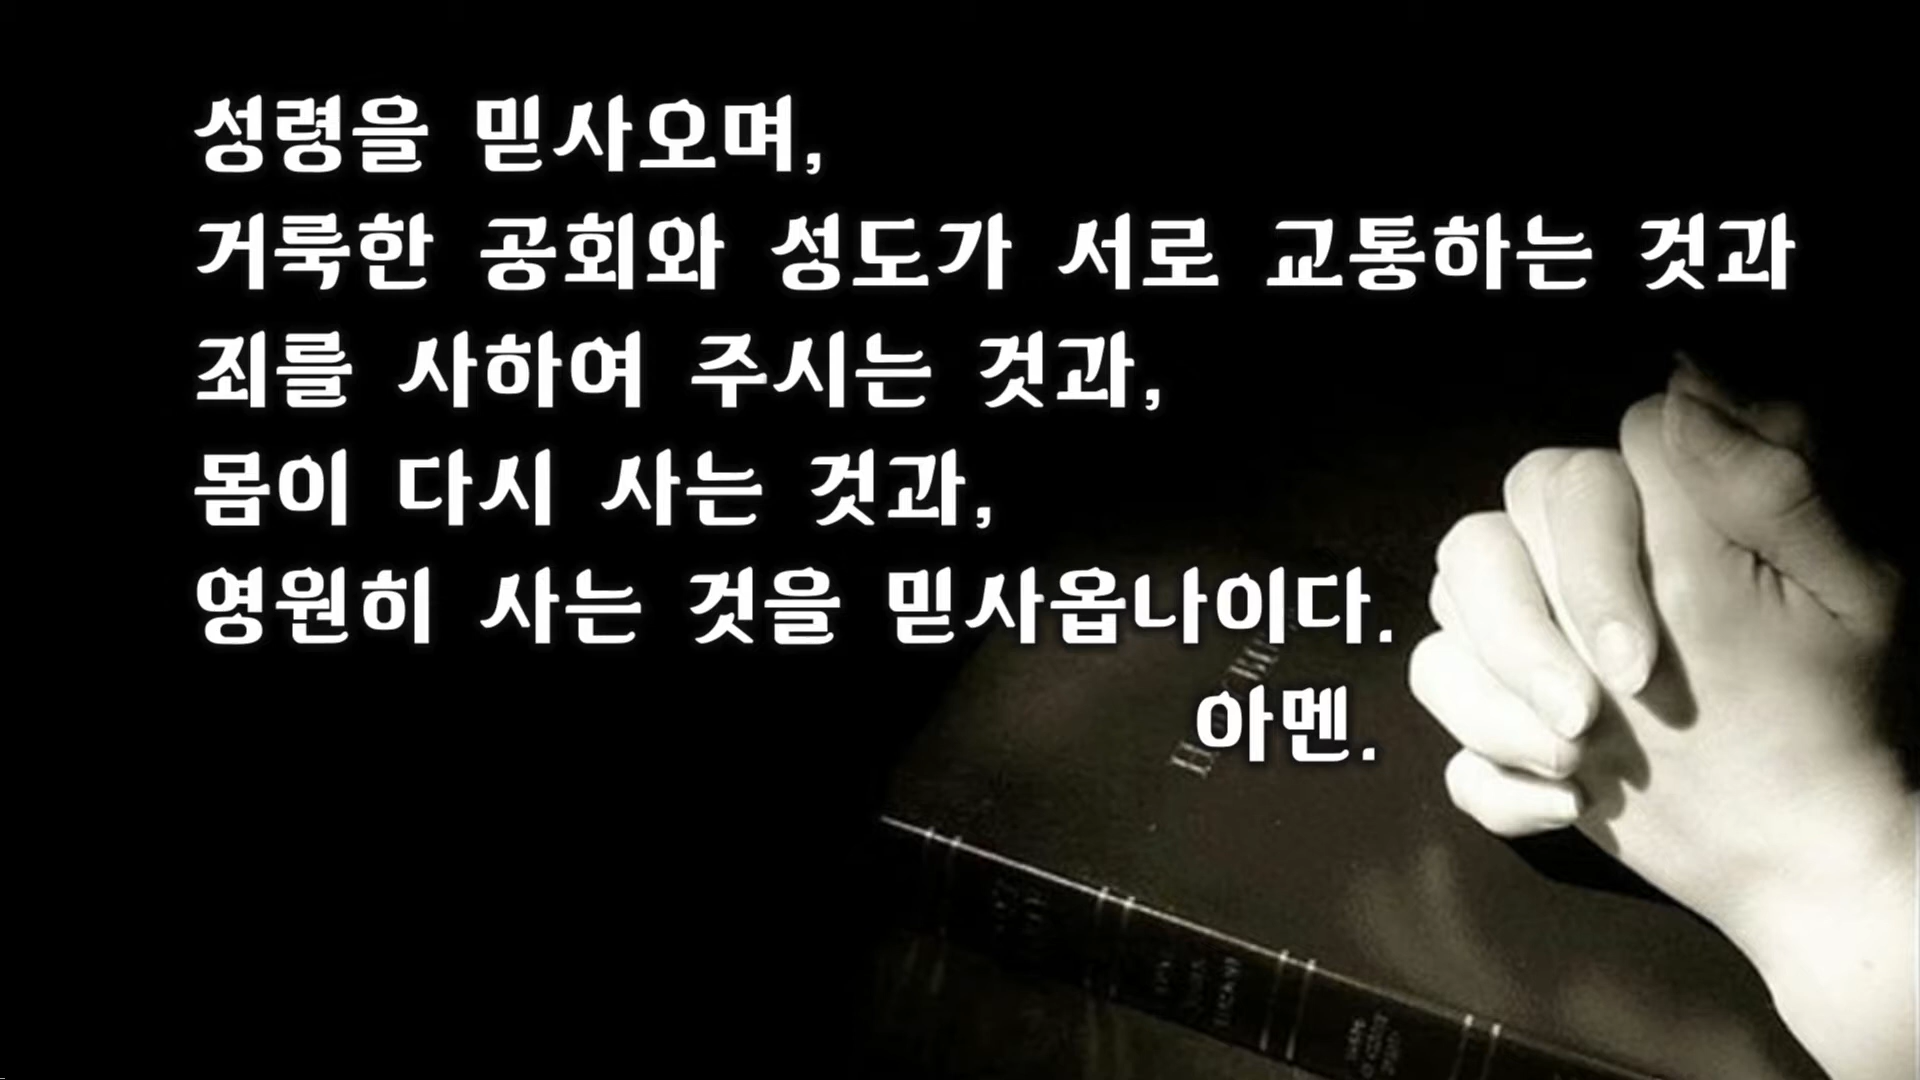 성령을 믿사오며,
거룩한 공회와 성도가 서로 교통하는 것과
죄를 사하여 주시는 것과,
몸이 다시 사는 것과,
영원히 사는 것을 믿사옵나이다.
아멘.